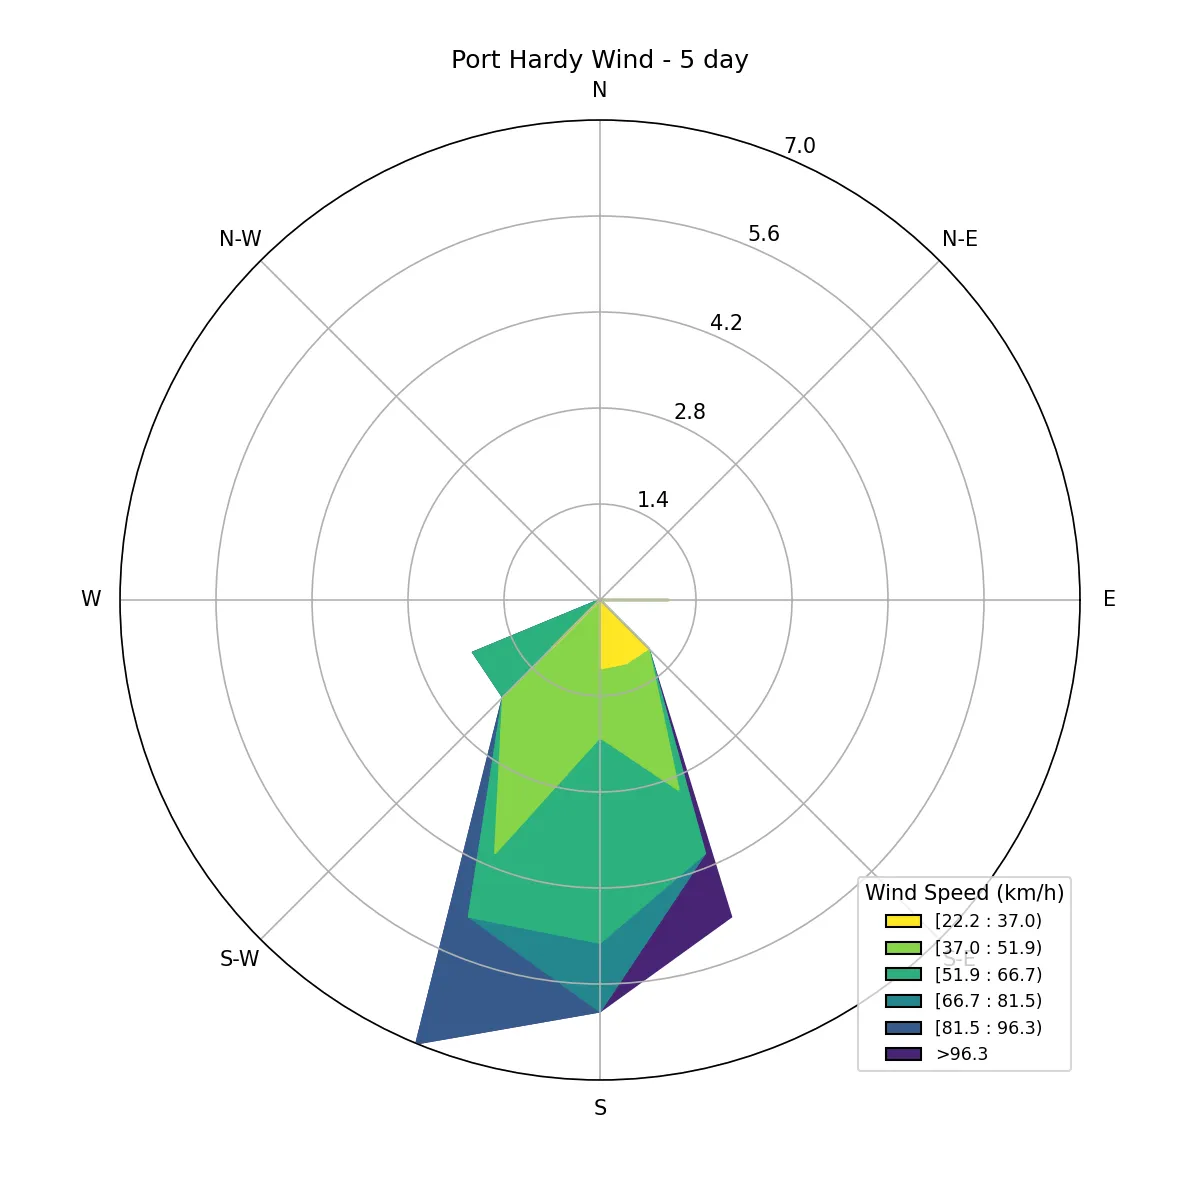 Port Hardy Wind - 5 day
N
7.0
5.6
N-W
N-E
4.2
2.8
1.4
W
E
Wind Speed (km/h)
[22.2 : 37.0)
[37.0 : 51.9)
S-W
S-E
[51.9 : 66.7)
[66.7 : 81.5)
[81.5 : 96.3)
>96.3
S